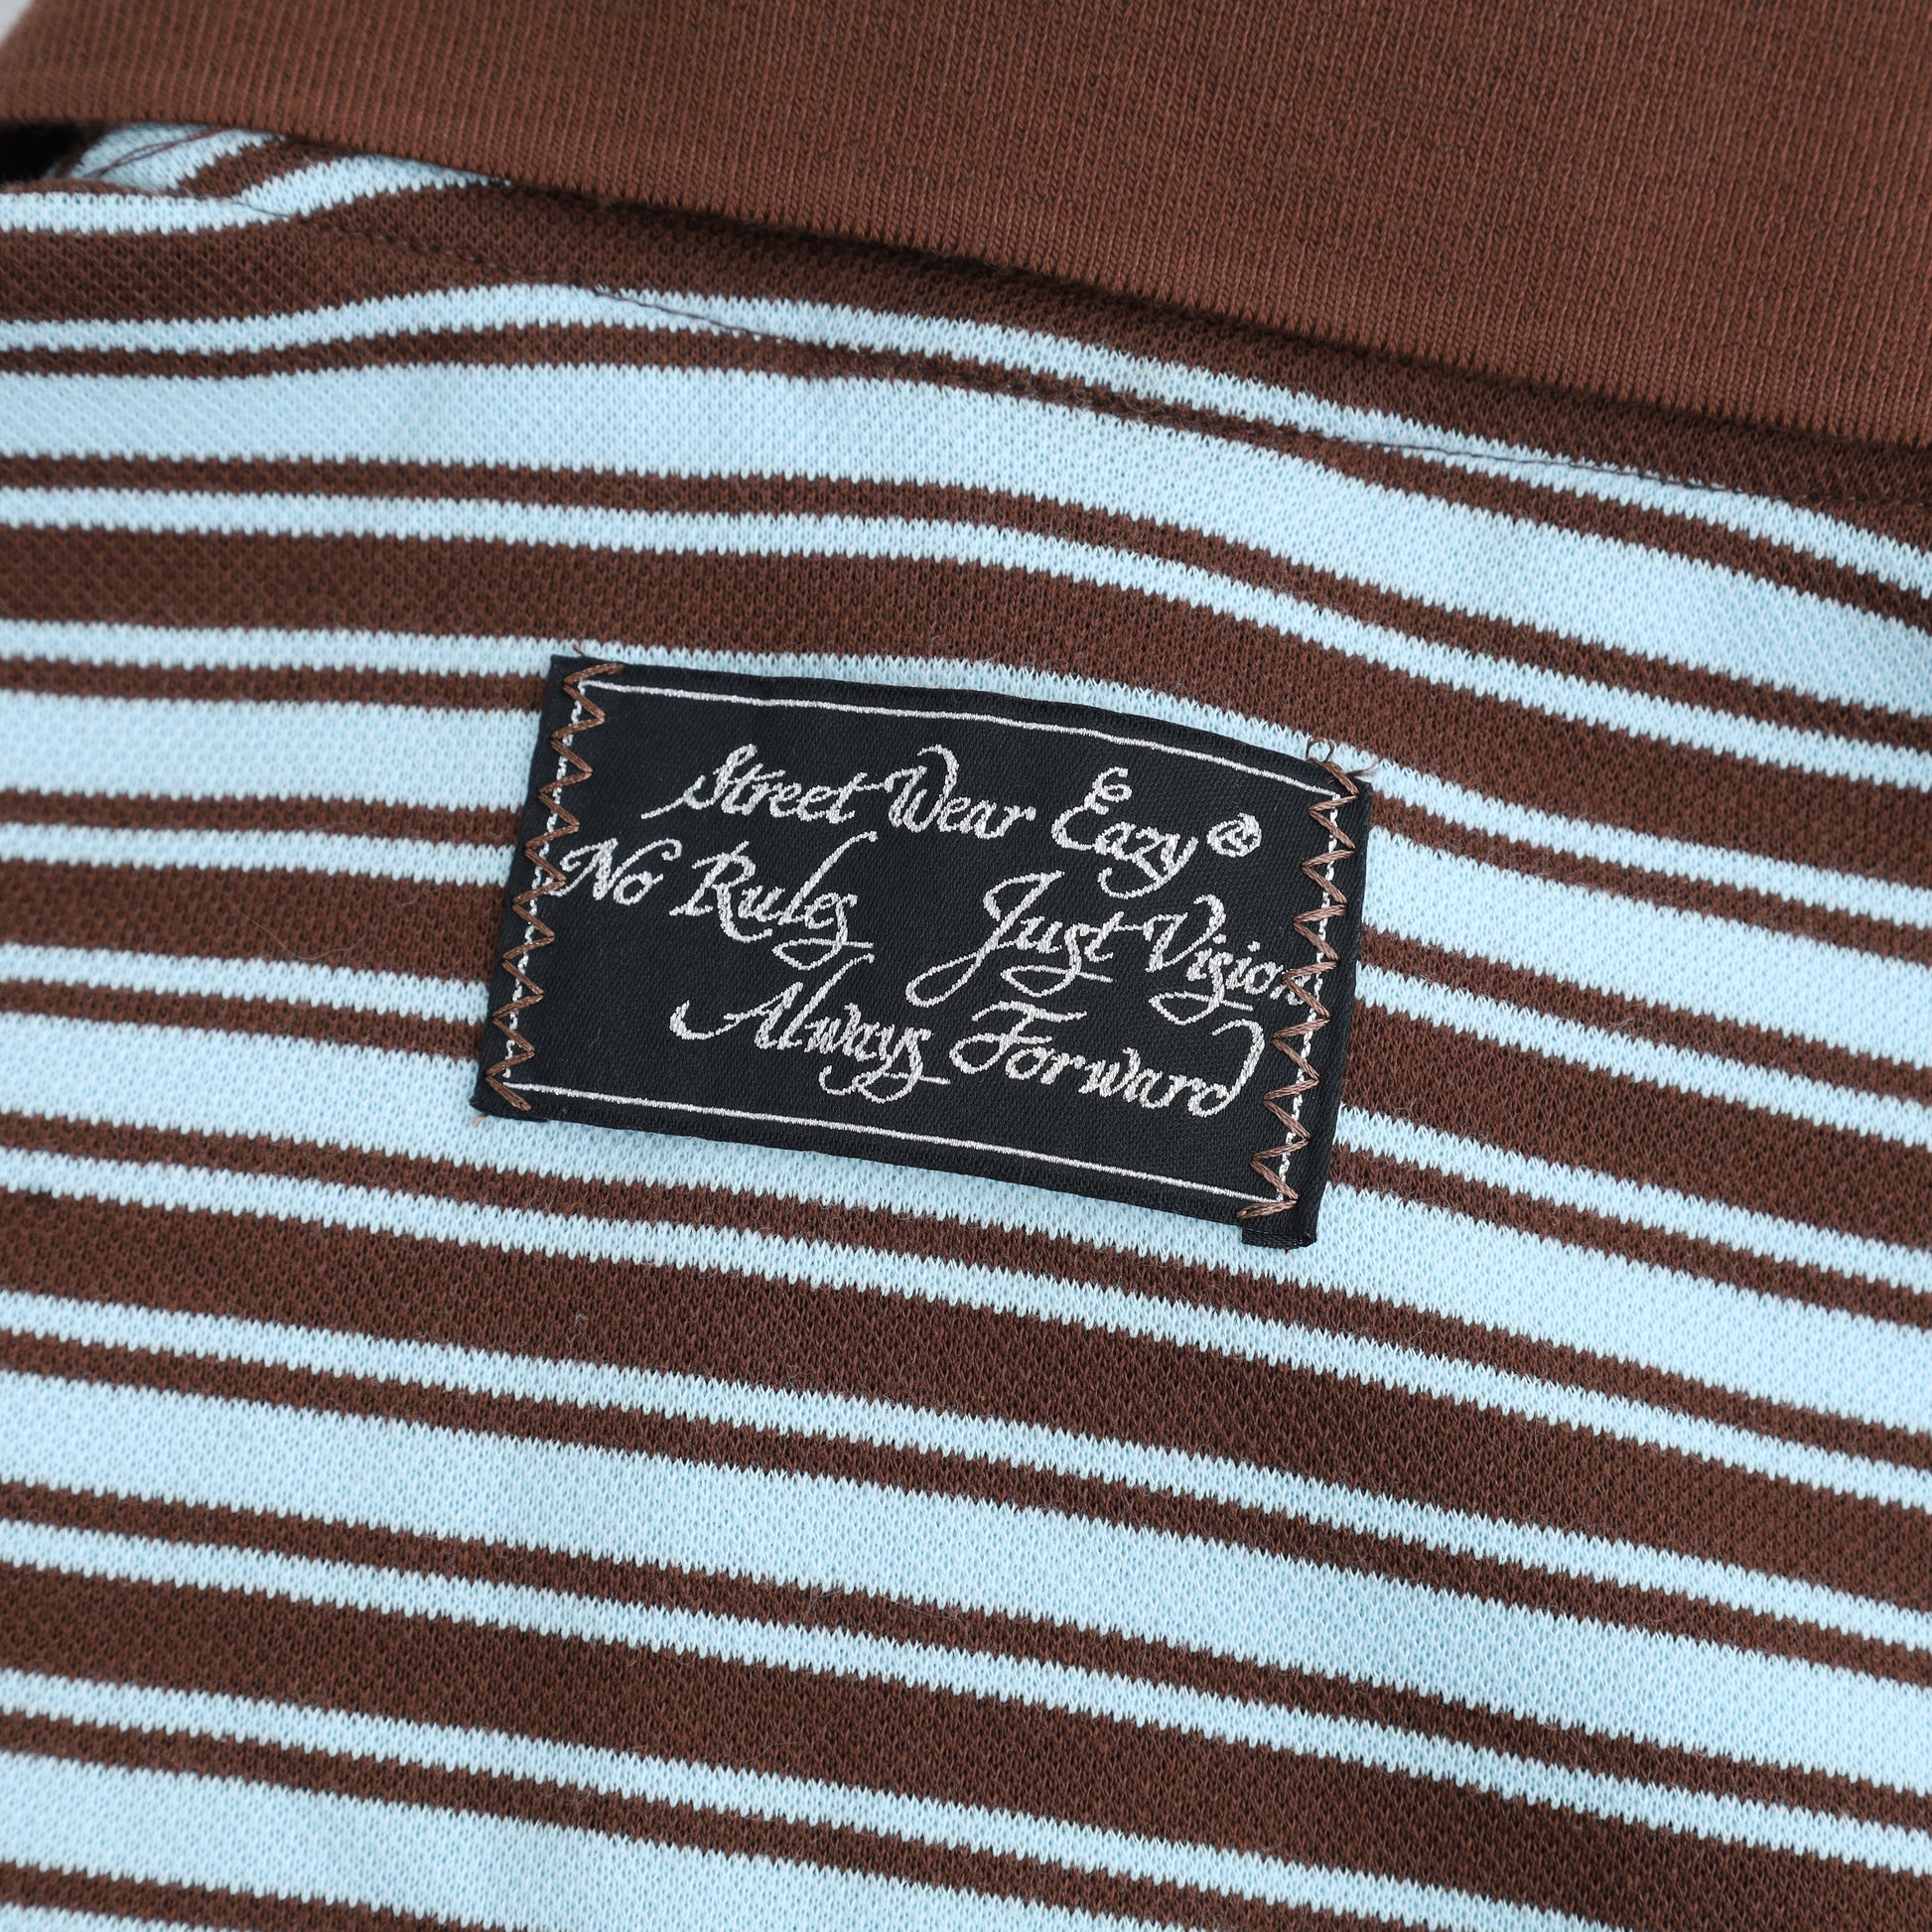 Street Wear Eazy®
No Rules Just Vision
Always Forward